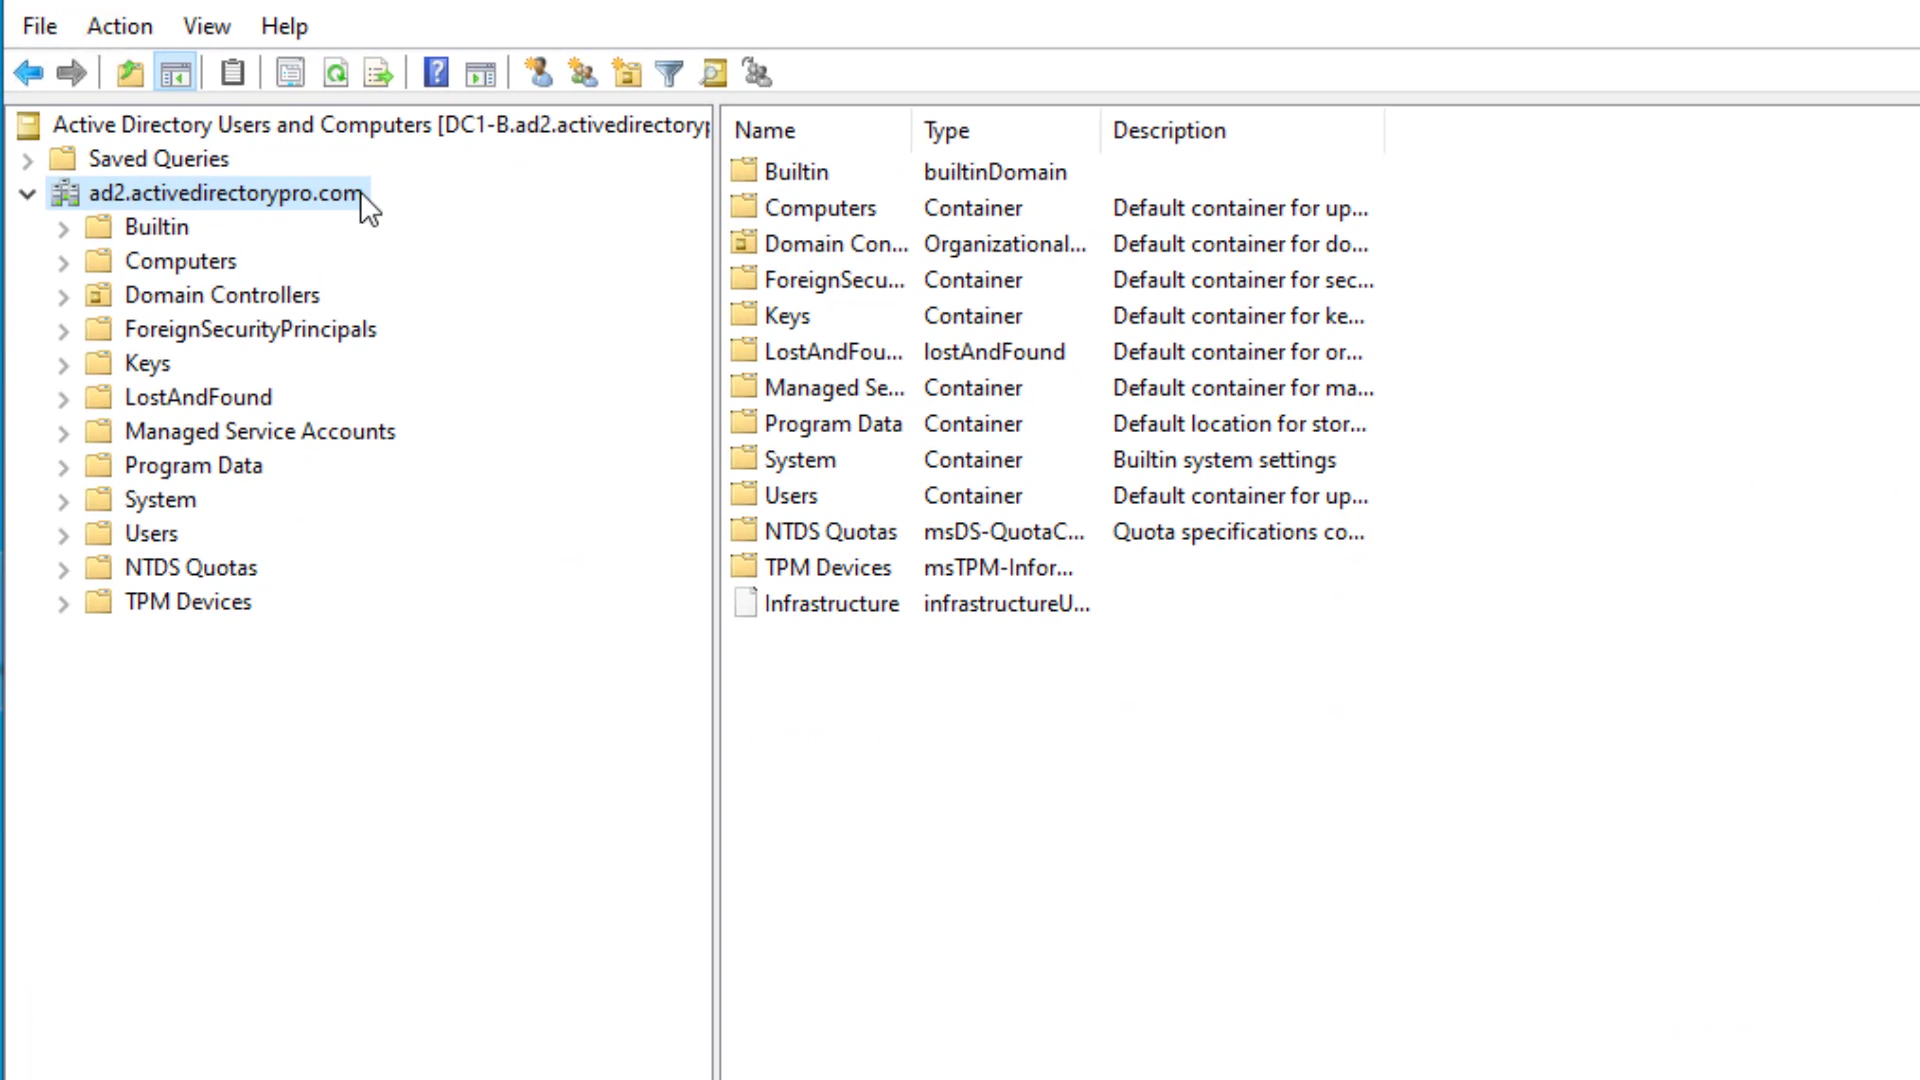 File Action View Help
Active Directory Users and Computers [DC1-B.ad2.activedirectoryp
Saved Queries
ad2.activedirectorypro.com
Builtin
Computers
Domain Controllers
ForeignSecurityPrincipals
Keys
LostAndFound
Managed Service Accounts
Program Data
System
Users
NTDS Quotas
TPM Devices
Name Type Description
Builtin builtinDomain
Computers Container Default container for up...
Domain Con... Organizational... Default container for do...
ForeignSecu... Container Default container for sec...
Keys Container Default container for ke...
LostAndFou... lostAndFound Default container for or...
Managed Se... Container Default container for ma...
Program Data Container Default location for stor...
System Container Builtin system settings
Users Container Default container for up...
NTDS Quotas msDS-QuotaC... Quota specifications co...
TPM Devices msTPM-Infor...
Infrastructure infrastructureU...